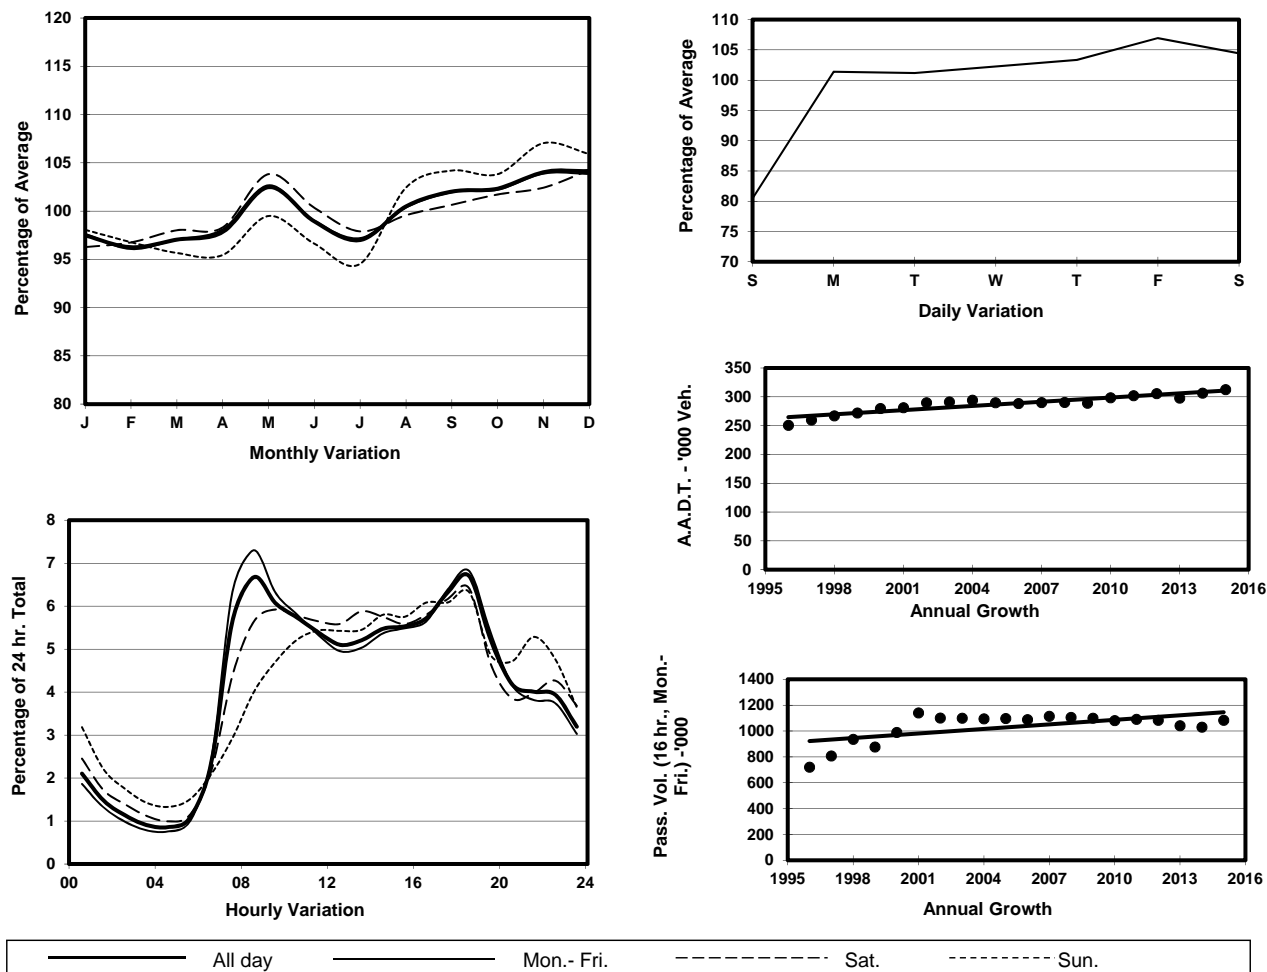 120
115
110
105
100
95
90
85
80
Percentage of Average
J F M A M J J A S O N D
Monthly Variation
110
105
100
95
90
85
80
75
70
Percentage of Average
S M T W T F S
Daily Variation
350
300
250
200
150
100
50
0
A.A.D.T. - '000 Veh.
1995 1998 2001 2004 2007 2010 2013 2016
Annual Growth
8
7
6
5
4
3
2
1
0
Percentage of 24 hr. Total
00 04 08 12 16 20 24
Hourly Variation
1400
1200
1000
800
600
400
200
0
Pass. Vol. (16 hr., Mon.-
Fri.) -'000
1995 1998 2001 2004 2007 2010 2013 2016
Annual Growth
All day Mon.- Fri. Sat. Sun.